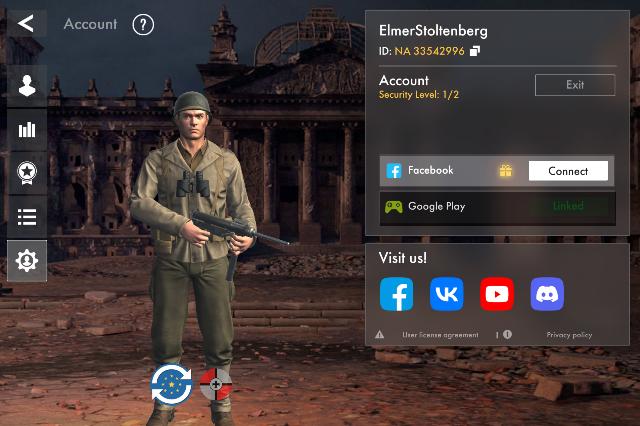 Account ?
ElmerStoltenberg
ID: NA 33542996
Account
Security Level: 1/2
Exit
Facebook
Connect
Google Play
Linked
Visit us!
User license agreement
Privacy policy